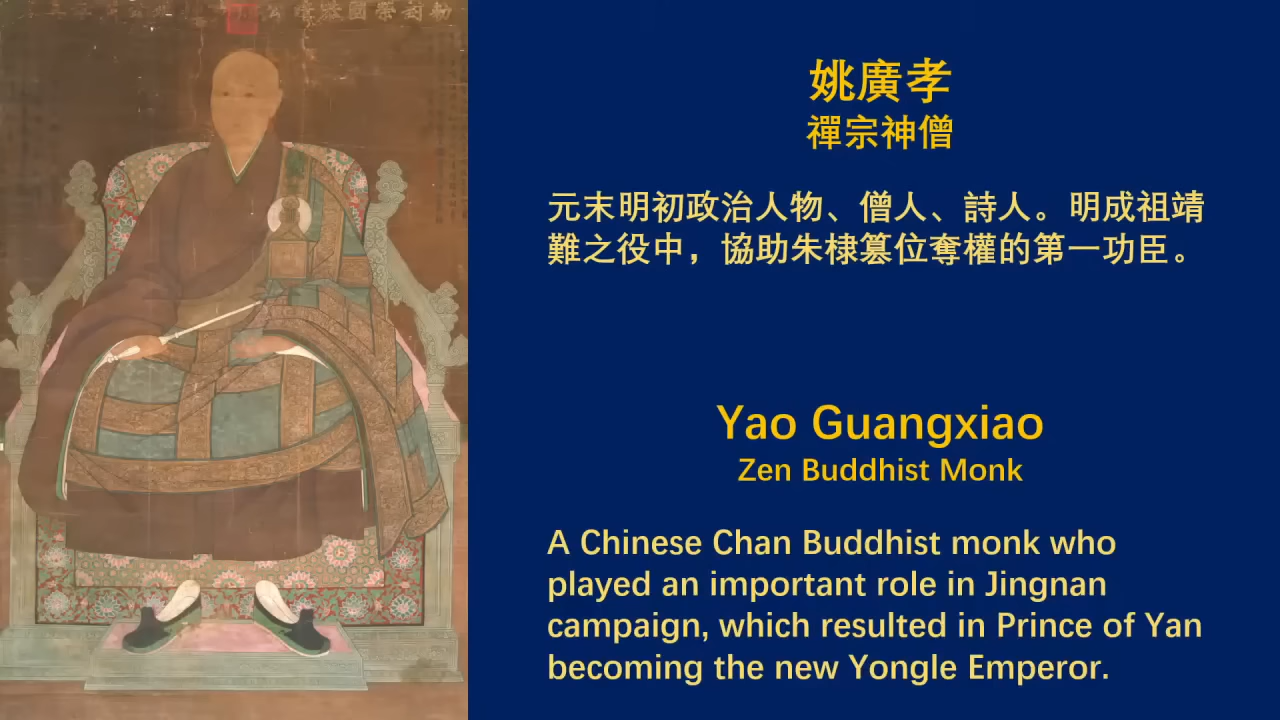 姚廣孝
禪宗神僧
元末明初政治人物、僧人、詩人。明成祖靖
難之役中，協助朱棣篡位奪權的第一功臣。
Yao Guangxiao
Zen Buddhist Monk
A Chinese Chan Buddhist monk who
played an important role in Jingnan
campaign, which resulted in Prince of Yan
becoming the new Yongle Emperor.